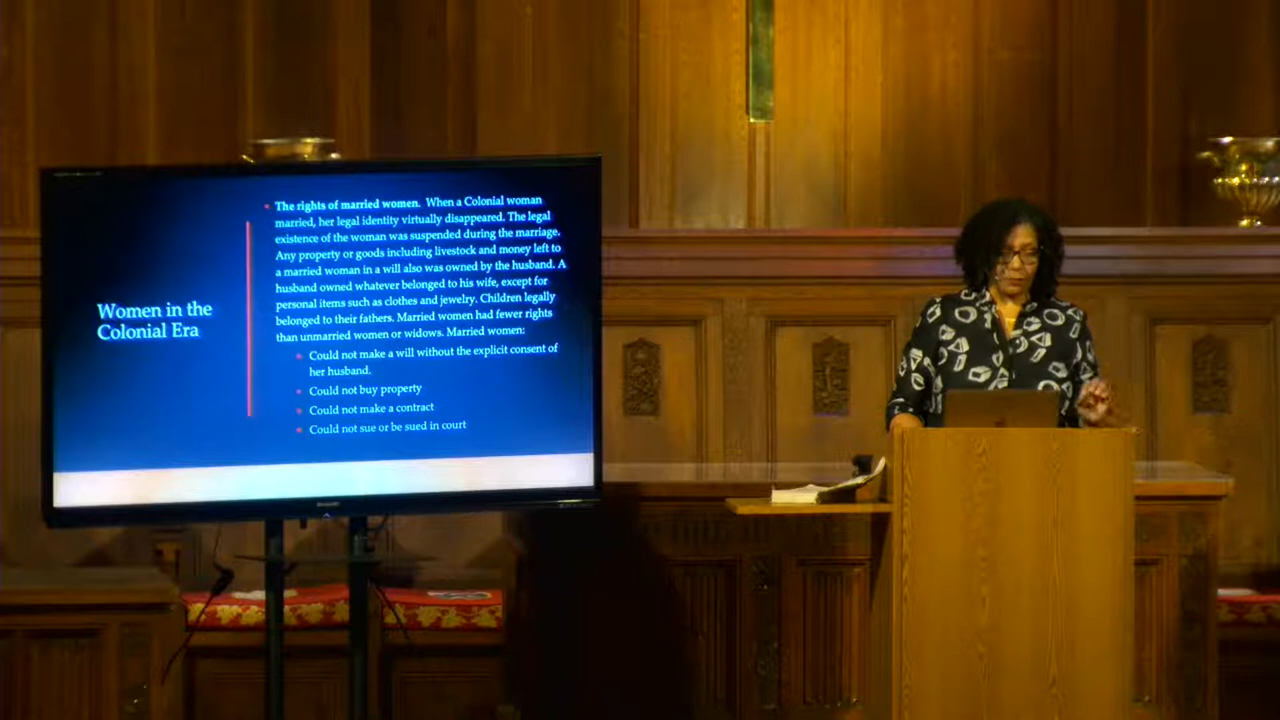 Women in the
Colonial Era
The rights of married women. When a Colonial woman
married, her legal identity virtually disappeared. The legal
existence of the woman was suspended during the marriage.
Any property or goods including livestock and money left to
a married woman in a will also was owned by the husband. A
husband owned whatever belonged to his wife, except for
personal items such as clothes and jewelry. Children legally
belonged to their fathers. Married women had fewer rights
than unmarried women or widows. Married women:
Could not make a will without the explicit consent of
her husband.
Could not buy property
Could not make a contract
Could not sue or be sued in court